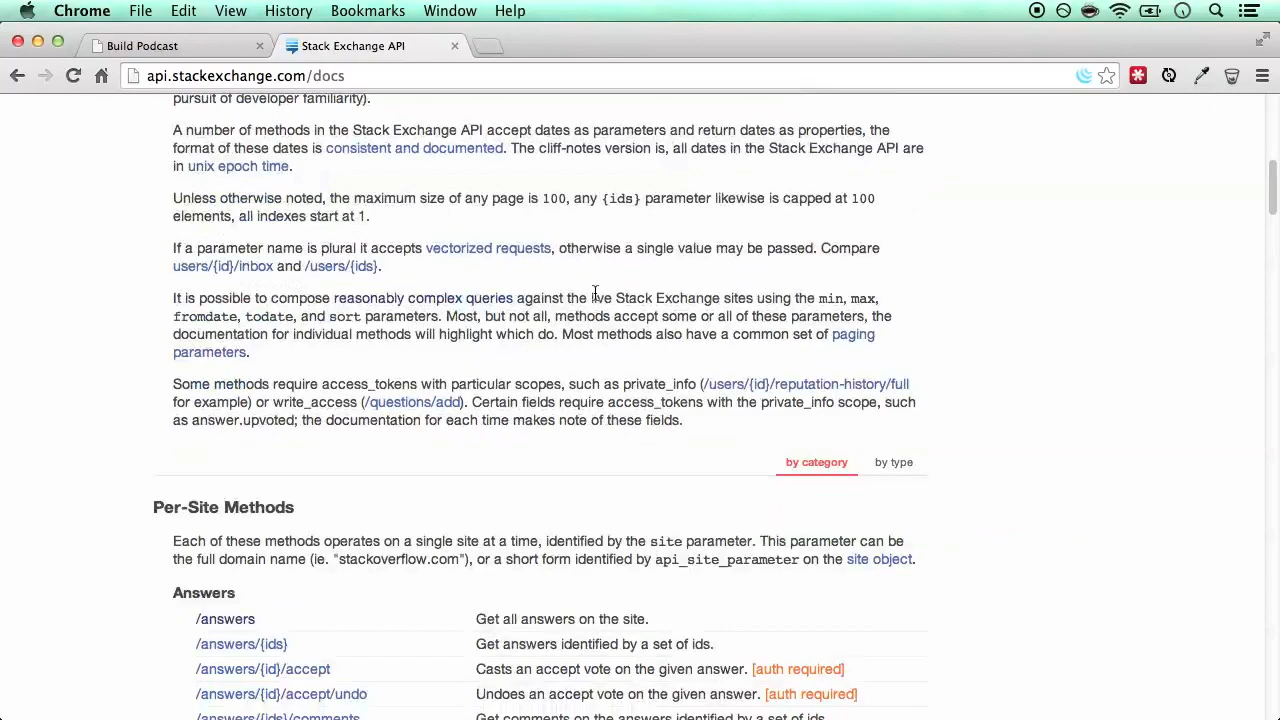 Chrome File Edit View History Bookmarks Window Help
Build Podcast
Stack Exchange API
api.stackexchange.com/docs
pursuit of developer familiarity).
A number of methods in the Stack Exchange API accept dates as parameters and return dates as properties, the
format of these dates is consistent and documented. The cliff-notes version is, all dates in the Stack Exchange API are
in unix epoch time.
Unless otherwise noted, the maximum size of any page is 100, any {ids} parameter likewise is capped at 100
elements, all indexes start at 1.
If a parameter name is plural it accepts vectorized requests, otherwise a single value may be passed. Compare
users/{id}/inbox and /users/{ids}.
It is possible to compose reasonably complex queries against the live Stack Exchange sites using the min, max,
fromdate, todate, and sort parameters. Most, but not all, methods accept some or all of these parameters, the
documentation for individual methods will highlight which do. Most methods also have a common set of paging
parameters.
Some methods require access_tokens with particular scopes, such as private_info (/users/{id}/reputation-history/full
for example) or write_access (/questions/add). Certain fields require access_tokens with the private_info scope, such
as answer.upvoted; the documentation for each time makes note of these fields.
by category by type
Per-Site Methods
Each of these methods operates on a single site at a time, identified by the site parameter. This parameter can be
the full domain name (ie. "stackoverflow.com"), or a short form identified by api_site_parameter on the site object.
Answers
/answers Get all answers on the site.
/answers/{ids} Get answers identified by a set of ids.
/answers/{id}/accept Casts an accept vote on the given answer. [auth required]
/answers/{id}/accept/undo Undoes an accept vote on the given answer. [auth required]
/answers/{ids}/comments Get comments on the answers identified by a set of ids.